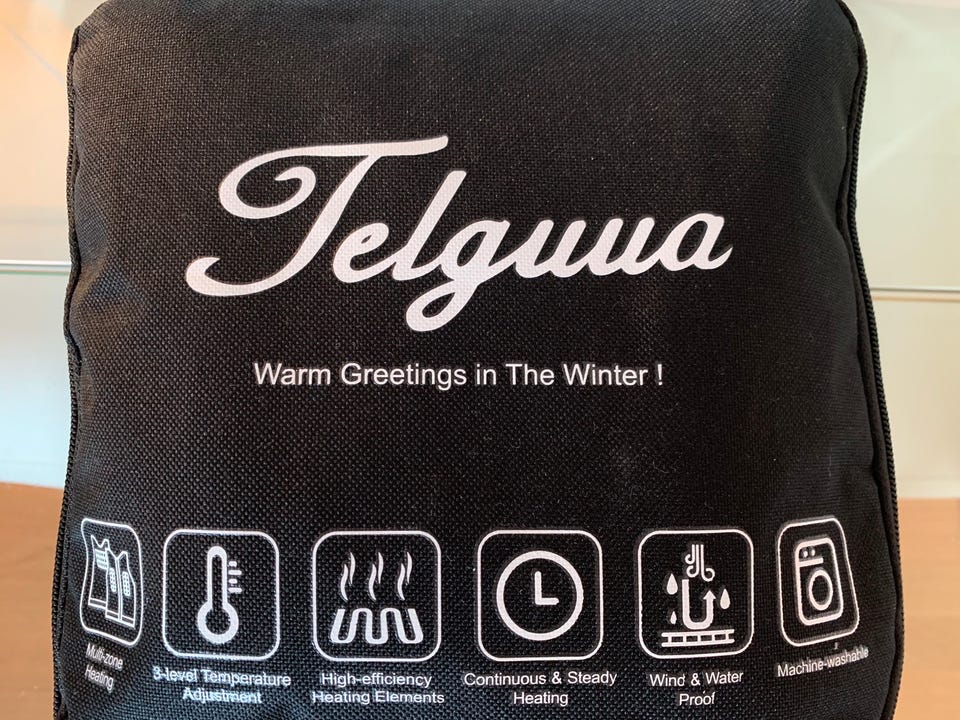 Telguua
Warm Greetings in The Winter !
Multi-zone
Heating
3-level Temperature
Adjustment
High-efficiency
Heating Elements
Continuous & Steady
Heating
Wind & Water
Proof
Machine-washable